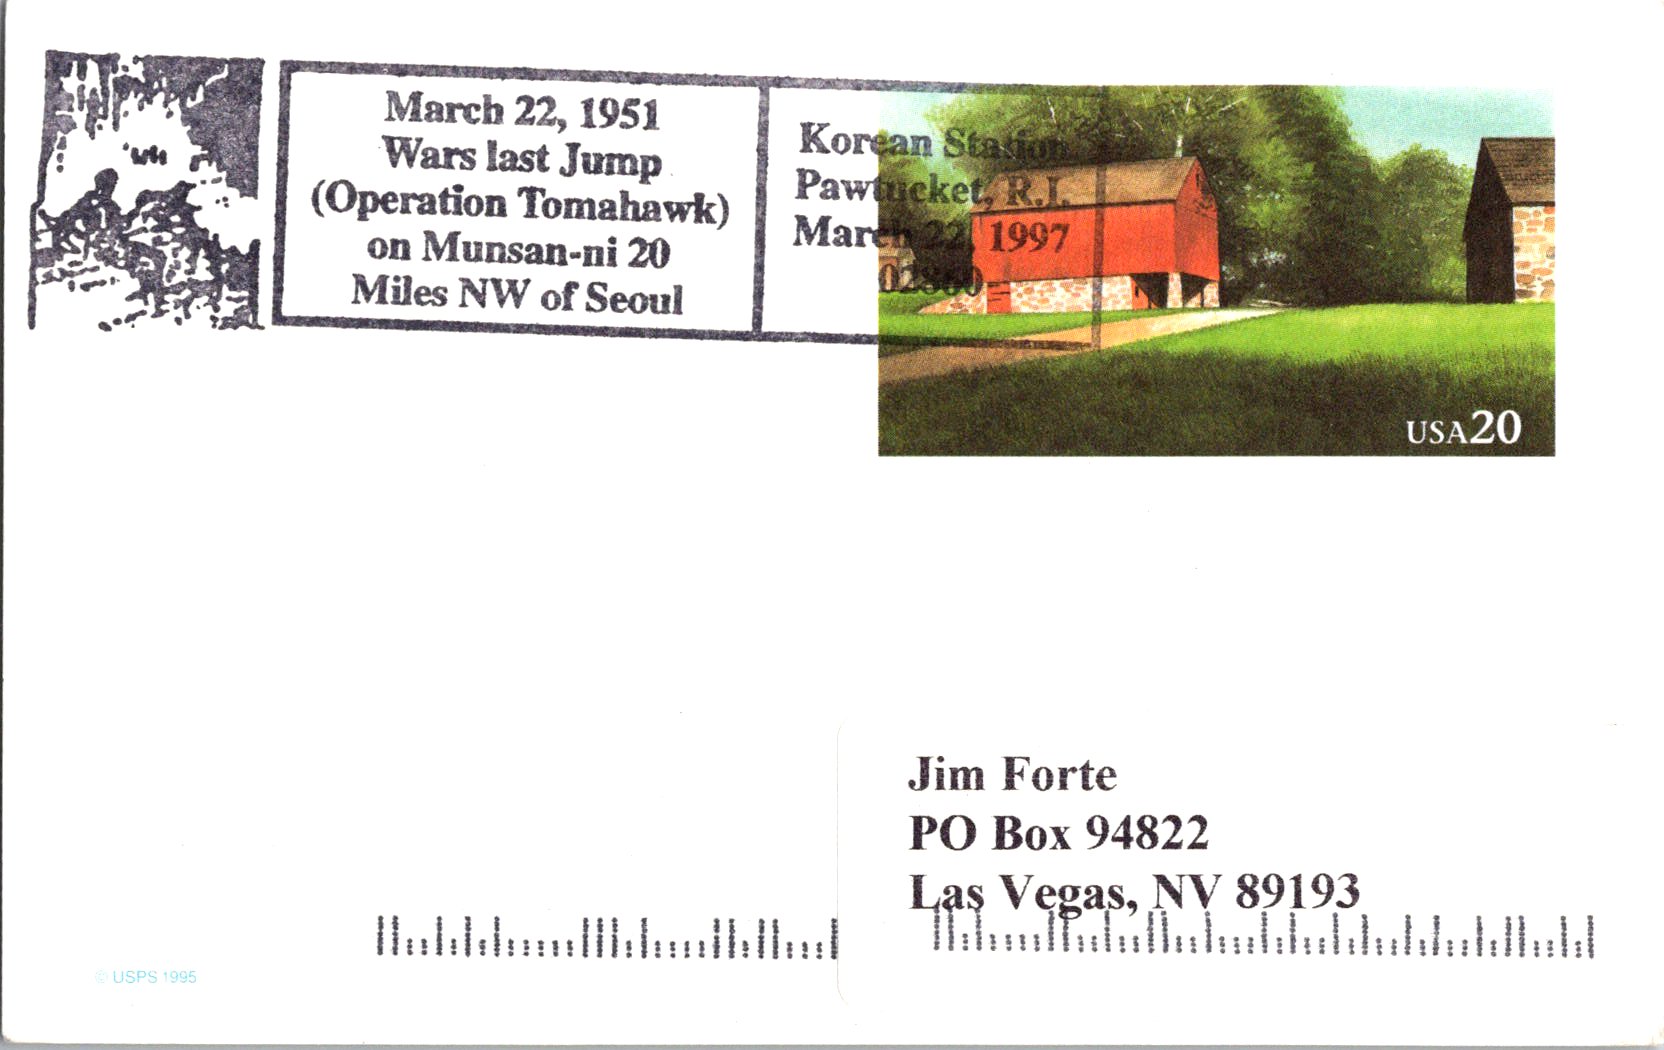 March 22, 1951
Wars last Jump
(Operation Tomahawk)
on Munsan-ni 20
Miles NW of Seoul
Korean Station
Pawtucket, R.I.
March 22, 1997
02860
USA20
Jim Forte
PO Box 94822
Las Vegas, NV 89193
© USPS 1995